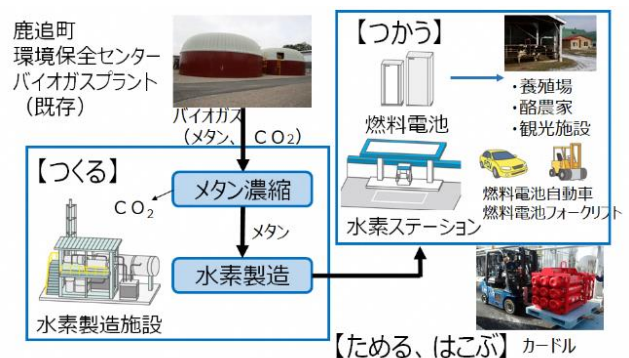 鹿追町
環境保全センター
バイオガスプラント
（既存）
バイオガス
（メタン、ＣＯ₂）
【つくる】
メタン濃縮
ＣＯ₂
メタン
水素製造
水素製造施設
【つかう】
燃料電池
・養殖場
・酪農家
・観光施設
燃料電池自動車
燃料電池フォークリフト
水素ステーション
【ためる、はこぶ】
カードル